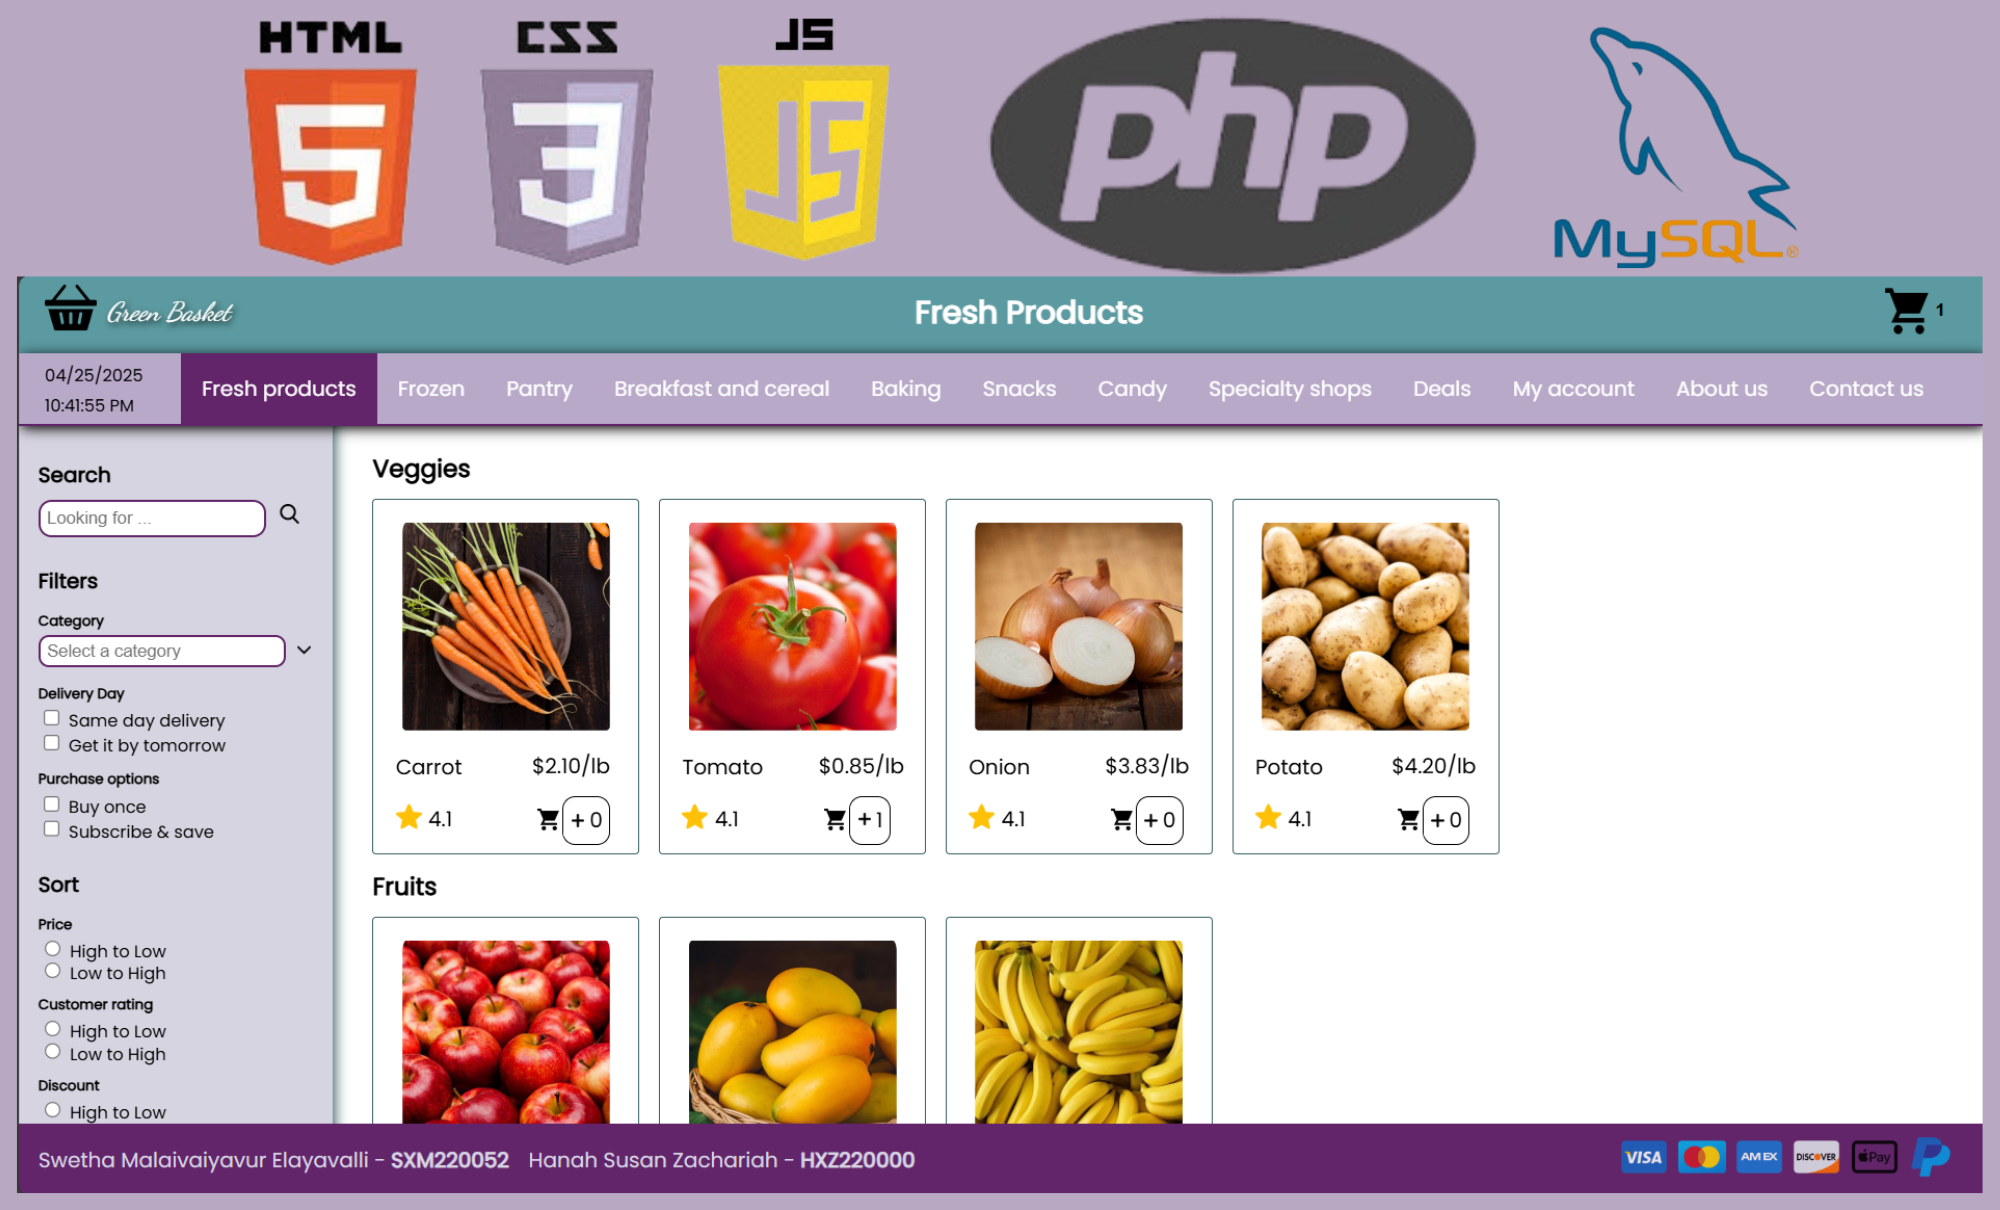 HTML
CSS
JS
5
3
JS
php
MySQL®
Green Basket
Fresh Products
1
04/25/2025
10:41:55 PM
Fresh products
Frozen
Pantry
Breakfast and cereal
Baking
Snacks
Candy
Specialty shops
Deals
My account
About us
Contact us
Search
Looking for ...
Filters
Category
Select a category
Delivery Day
Same day delivery
Get it by tomorrow
Purchase options
Buy once
Subscribe & save
Sort
Price
High to Low
Low to High
Customer rating
High to Low
Low to High
Discount
High to Low
Veggies
Carrot $2.10/lb
4.1 + 0
Tomato $0.85/lb
4.1 + 1
Onion $3.83/lb
4.1 + 0
Potato $4.20/lb
4.1 + 0
Fruits
Swetha Malaivaiyavur Elayavalli - SXM220052 Hanah Susan Zachariah - HXZ220000
VISA
AMEX
DISCOVER
Pay